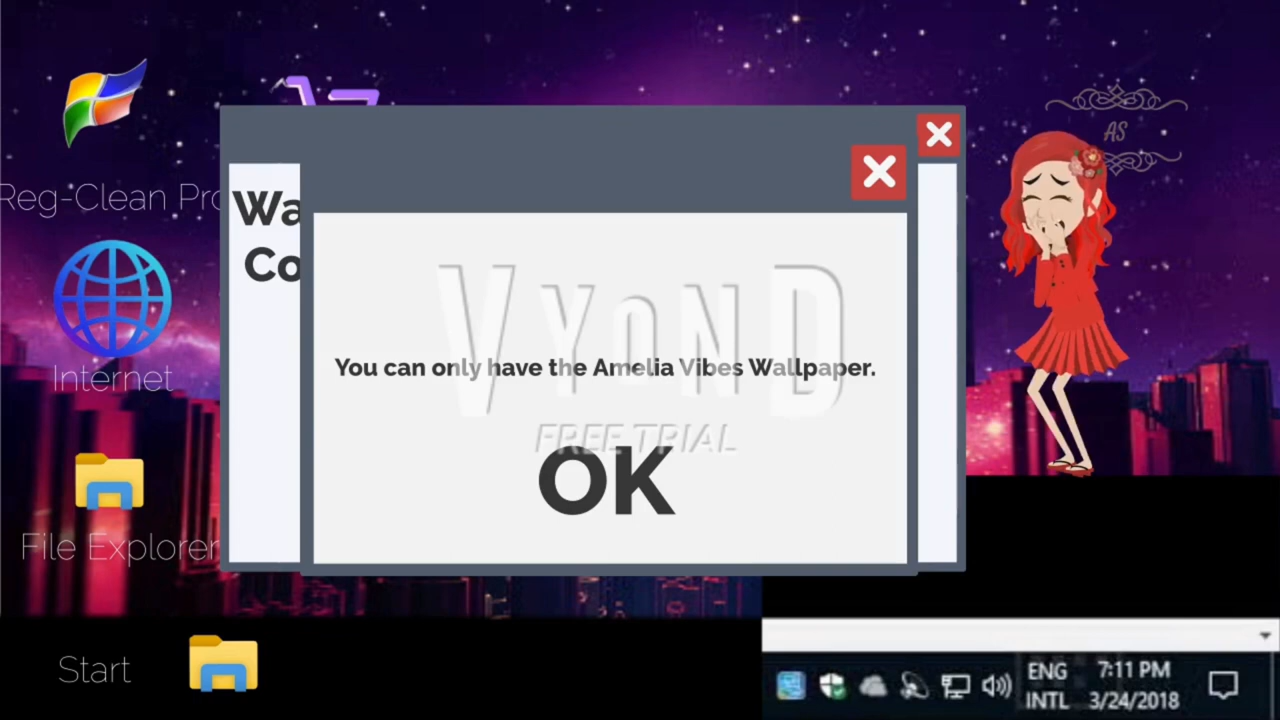 AS
Reg-Clean Pro
Wa
Co
Internet
VYOND
FREE TRIAL
You can only have the Amelia Vibes Wallpaper.
OK
File Explorer
Start
ENG
INTL
7:11 PM
3/24/2018